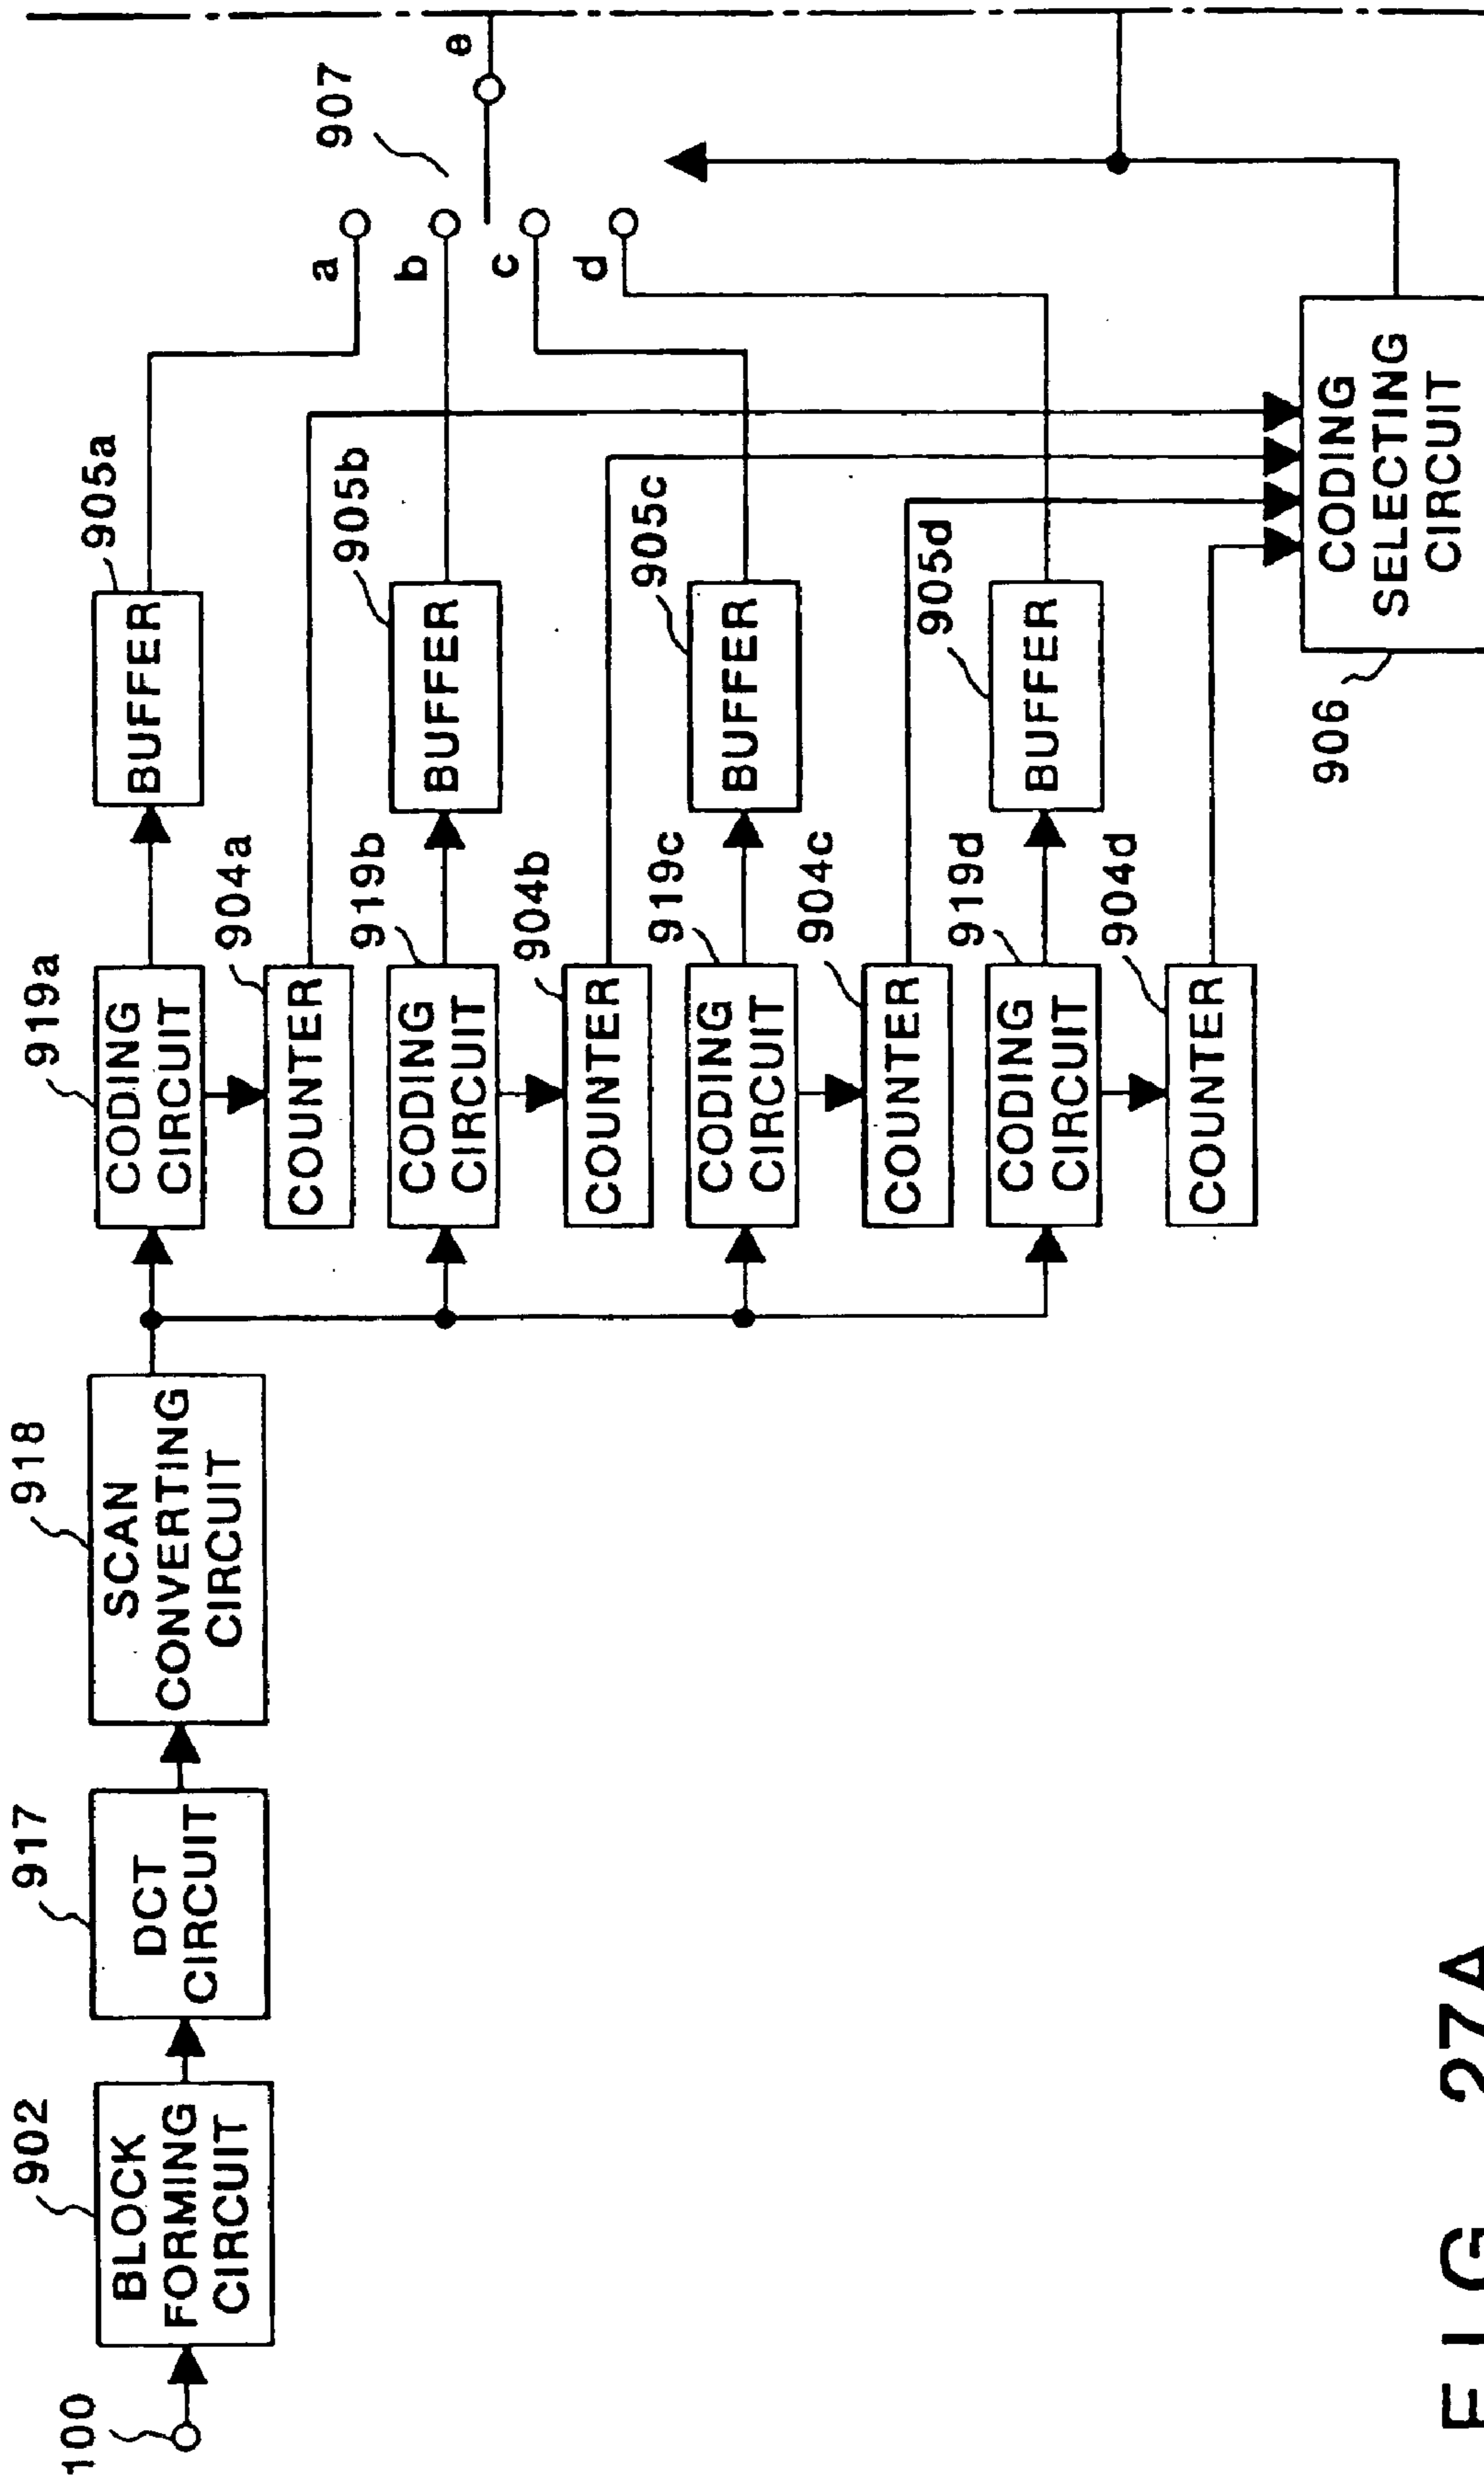 100
902
BLOCK
FORMING
CIRCUIT
917
DCT
CIRCUIT
918
SCAN
CONVERTING
CIRCUIT
919a
CODING
CIRCUIT
904a
COUNTER
905a
BUFFER
919b
CODING
CIRCUIT
904b
COUNTER
905b
BUFFER
919c
CODING
CIRCUIT
904c
COUNTER
905c
BUFFER
919d
CODING
CIRCUIT
904d
COUNTER
905d
BUFFER
a
b
c
d
907
e
906
CODING
SELECTING
CIRCUIT
FIG. 27A